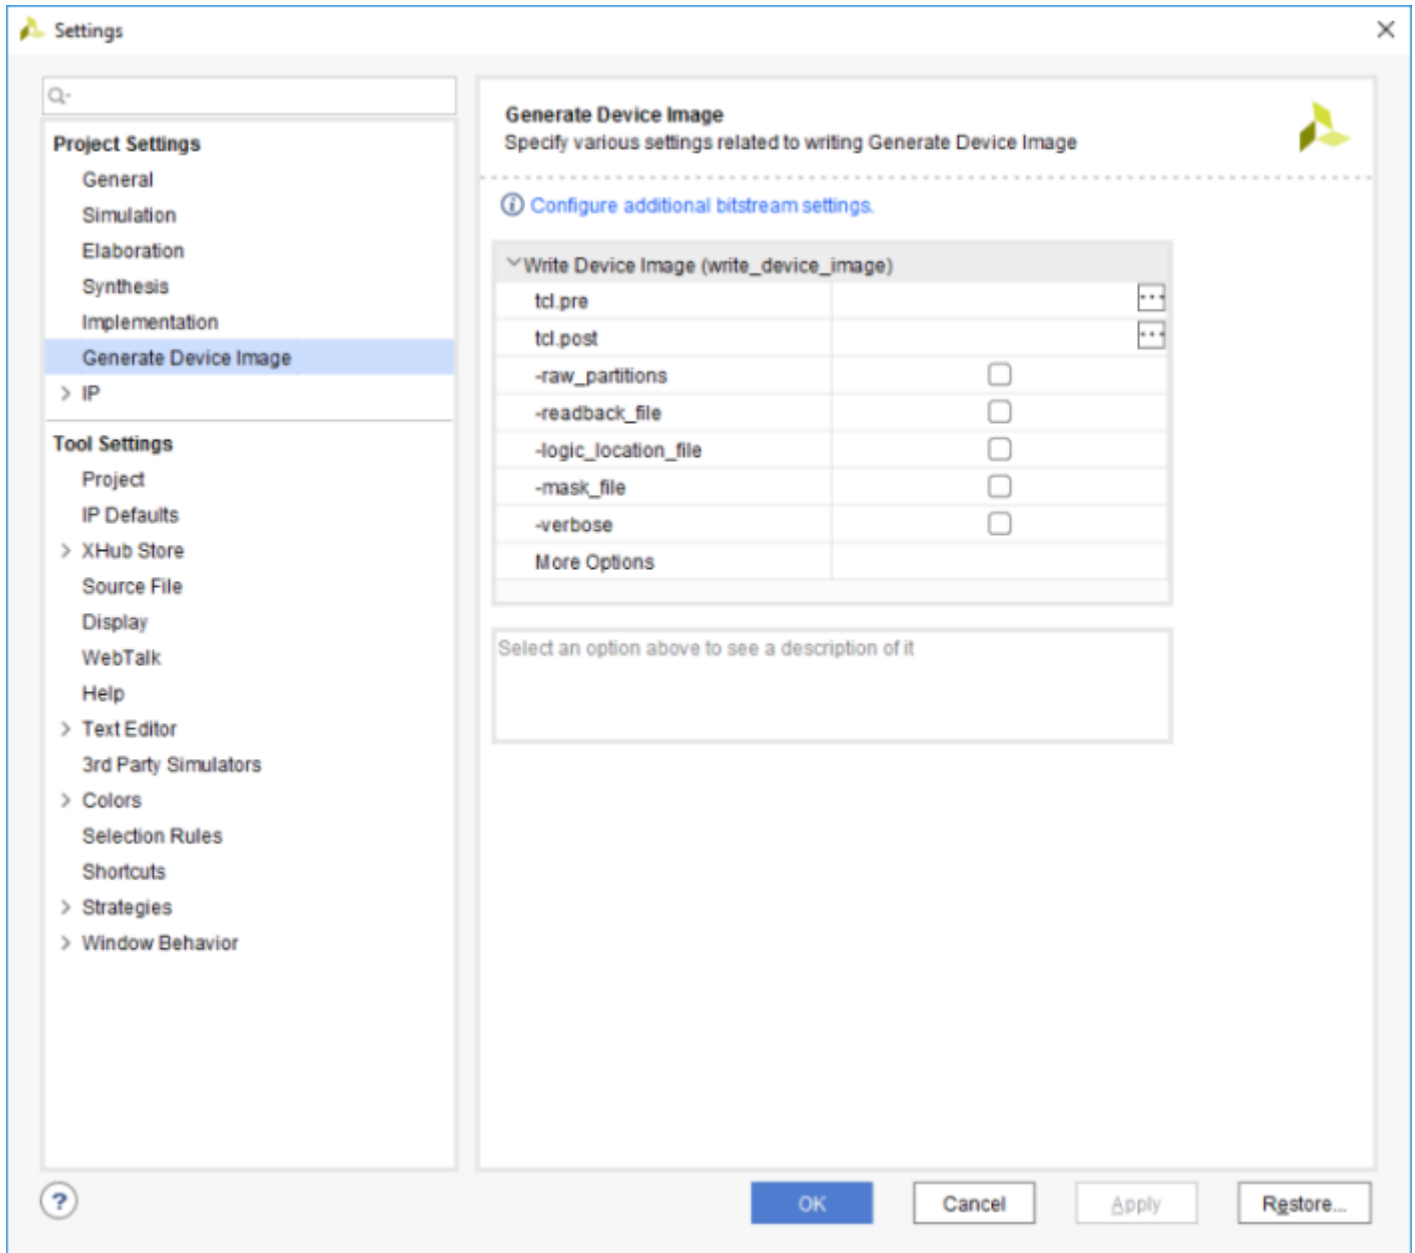 Settings
Project Settings
General
Simulation
Elaboration
Synthesis
Implementation
Generate Device Image
IP
Tool Settings
Project
IP Defaults
XHub Store
Source File
Display
WebTalk
Help
Text Editor
3rd Party Simulators
Colors
Selection Rules
Shortcuts
Strategies
Window Behavior
Generate Device Image
Specify various settings related to writing Generate Device Image
Configure additional bitstream settings.
Write Device Image (write_device_image)
tcl.pre
tcl.post
-raw_partitions
-readback_file
-logic_location_file
-mask_file
-verbose
More Options
Select an option above to see a description of it
?
OK Cancel Apply Restore...